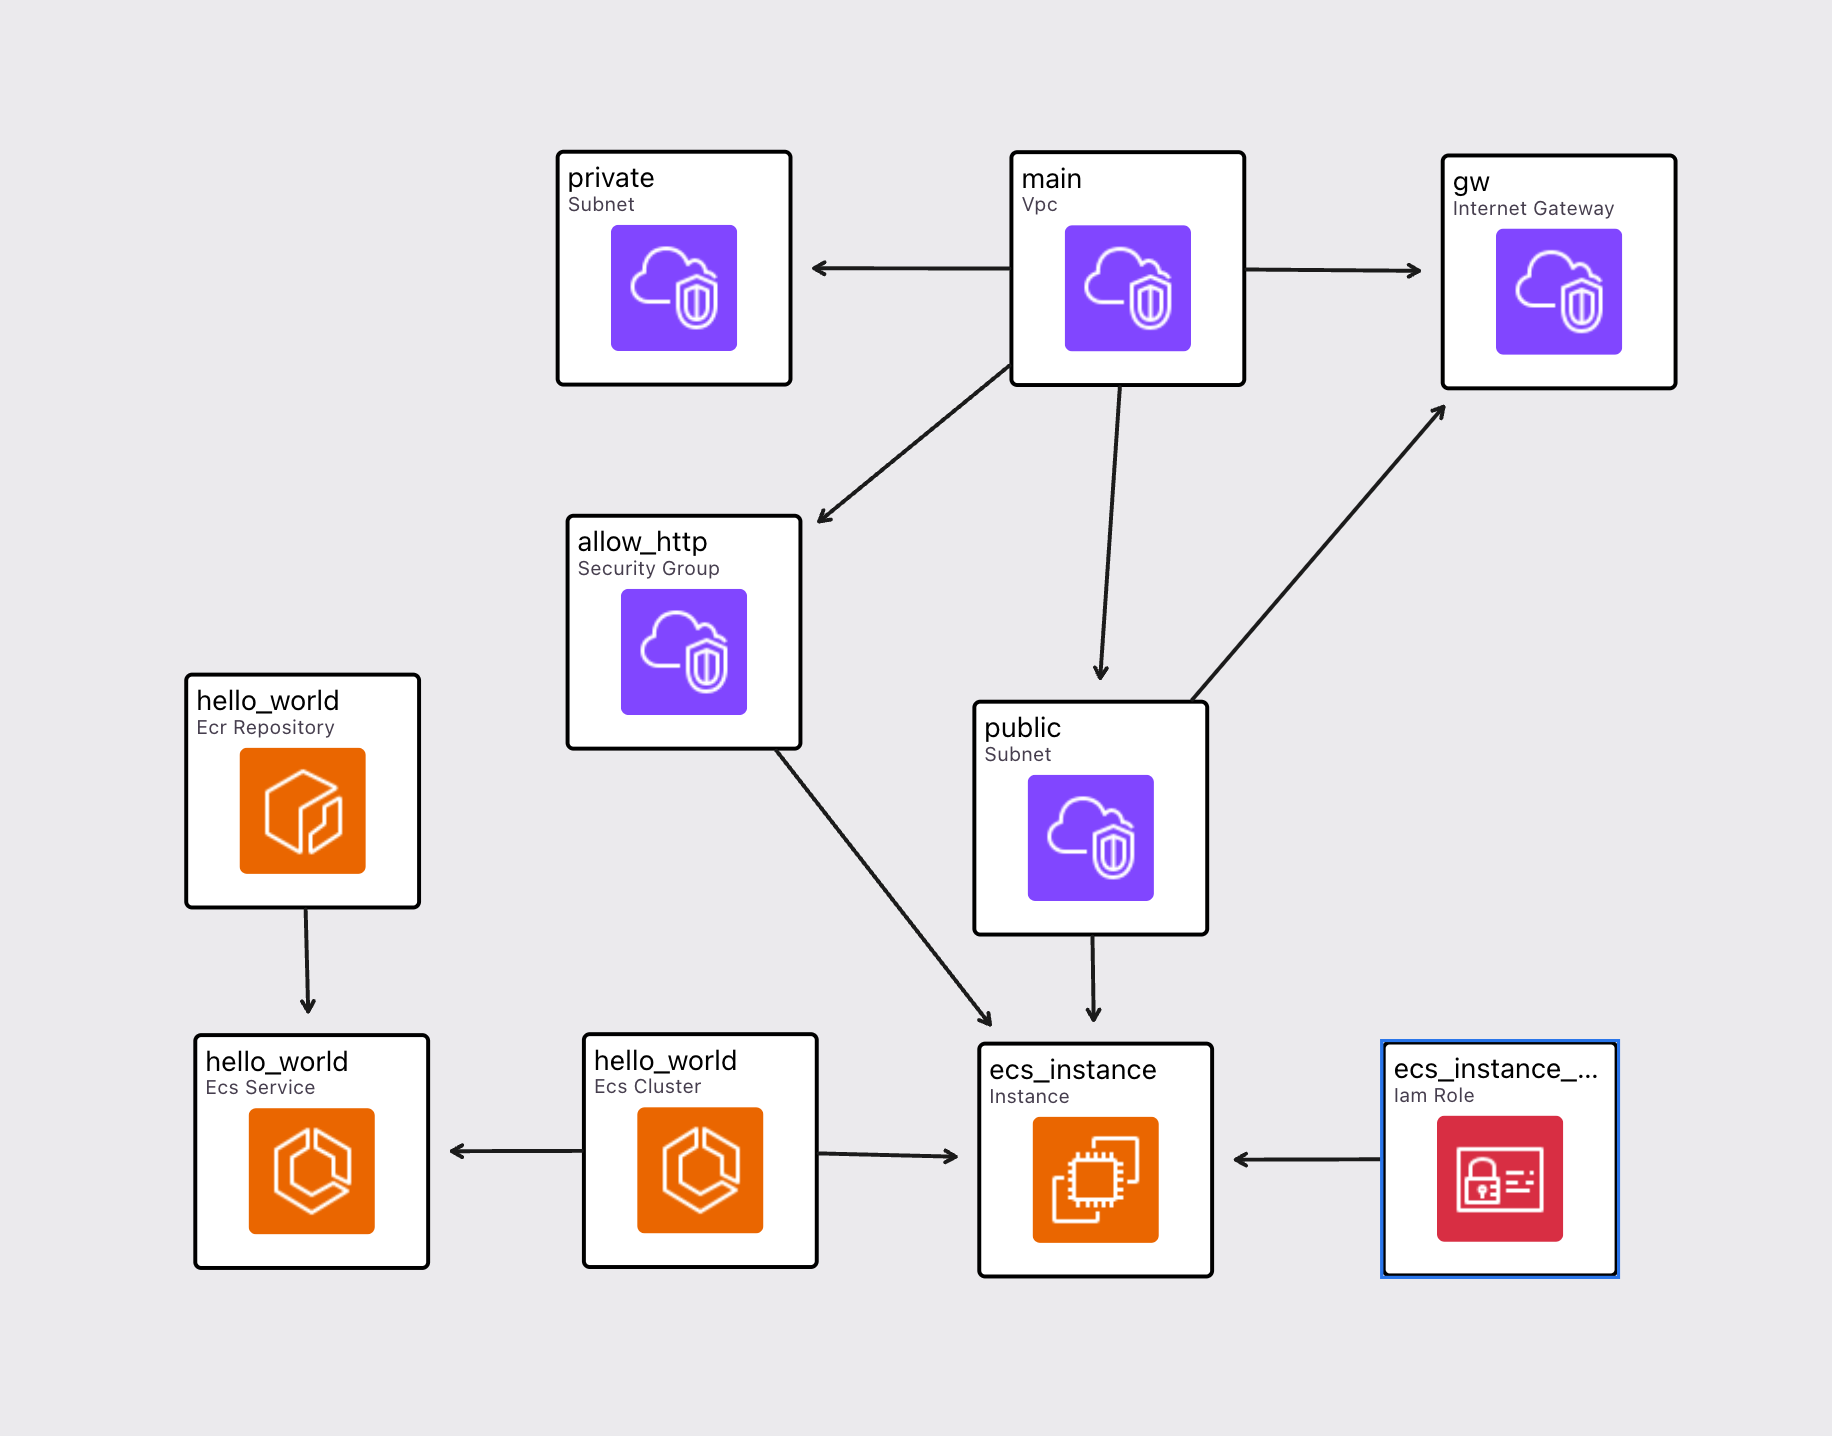 private
Subnet
main
Vpc
gw
Internet Gateway
allow_http
Security Group
hello_world
Ecr Repository
public
Subnet
hello_world
Ecs Service
hello_world
Ecs Cluster
ecs_instance
Instance
ecs_instance_...
Iam Role